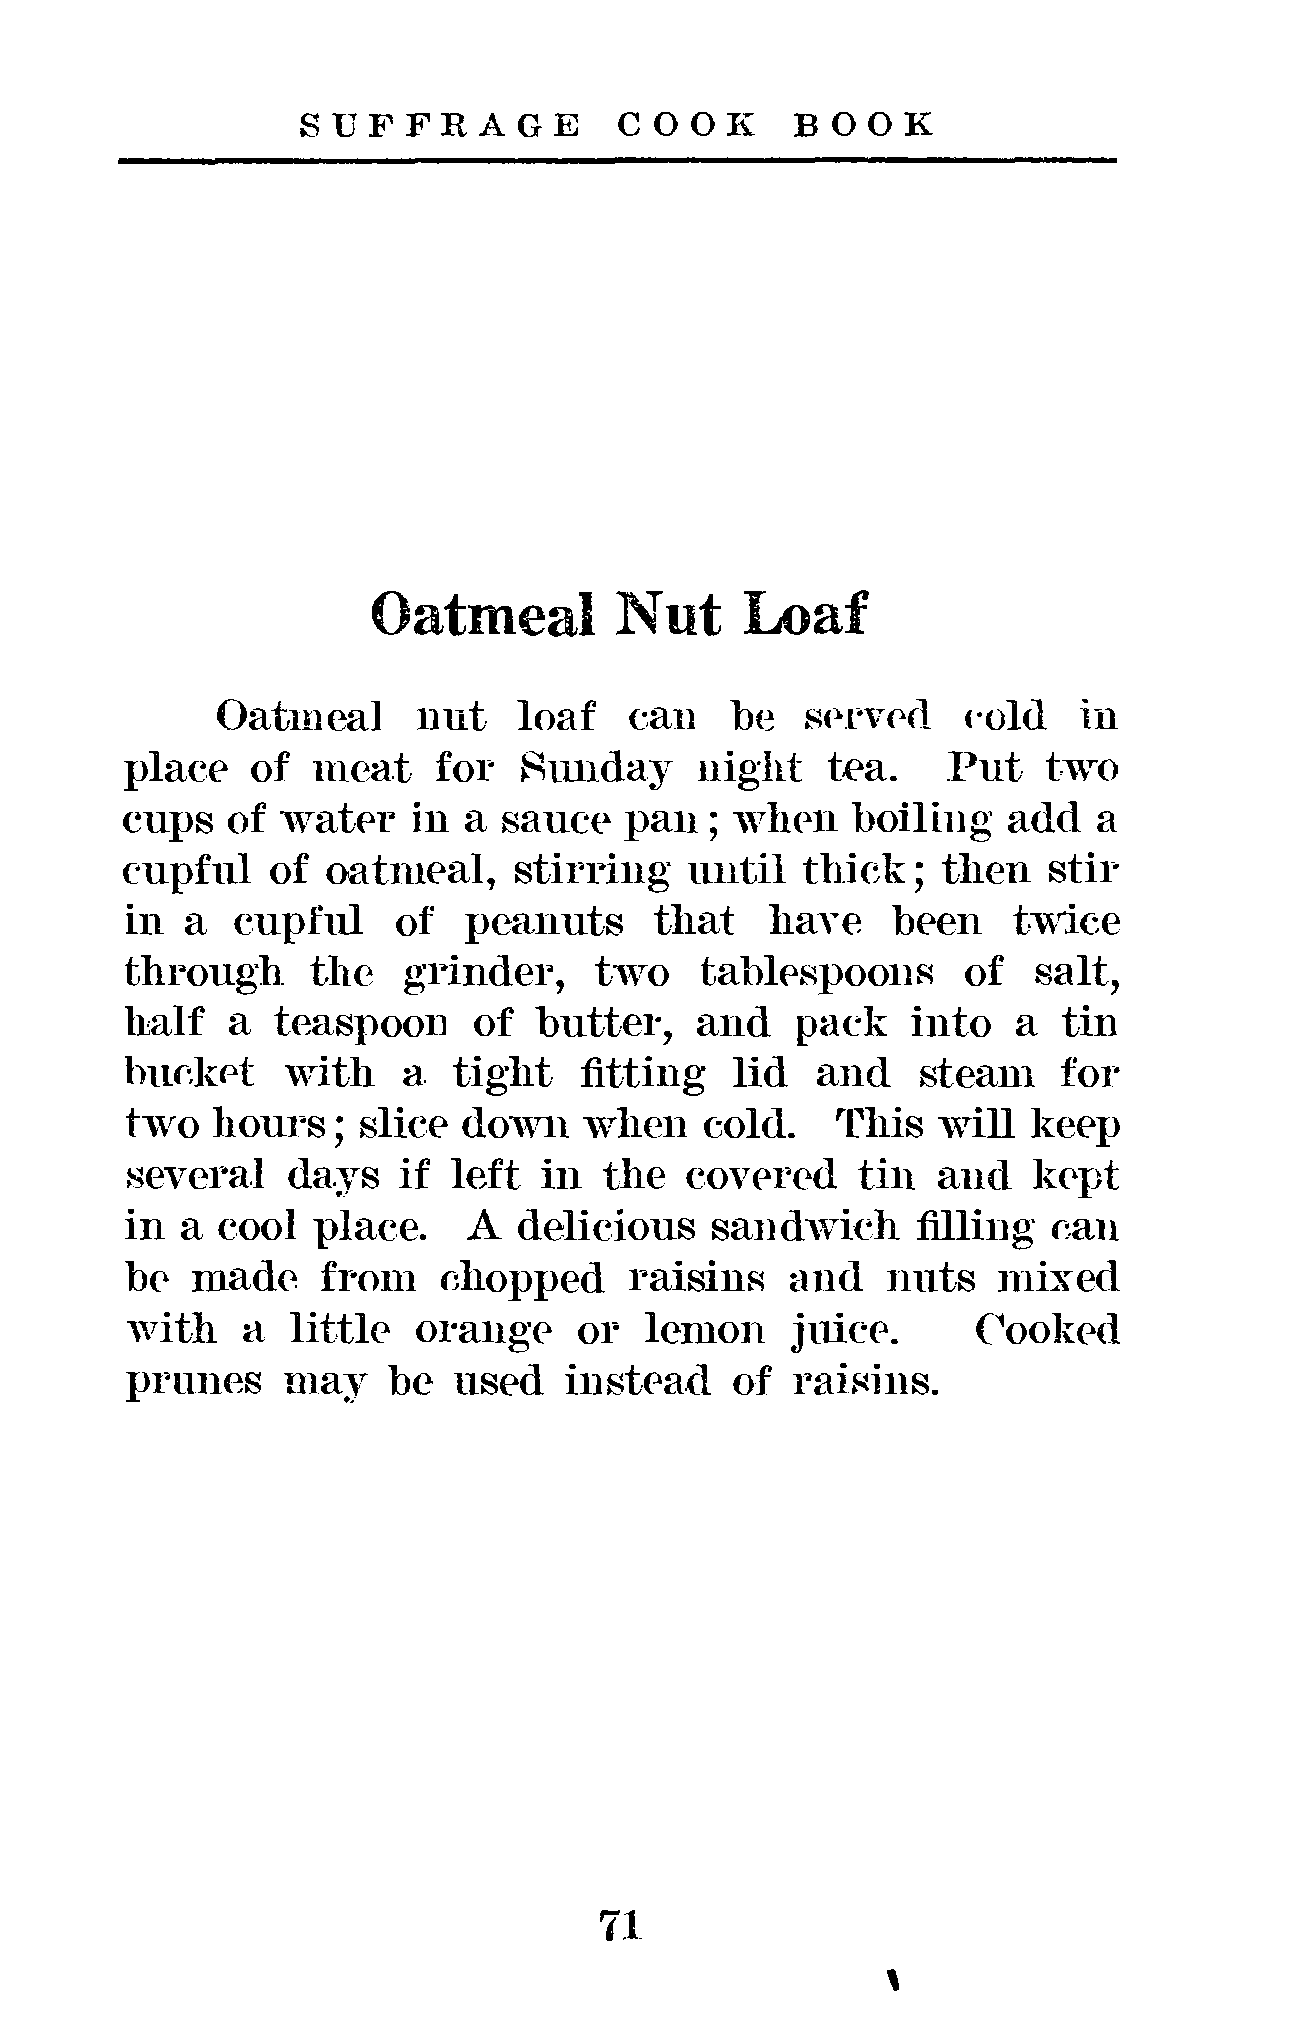 SUFFRAGE COOK BOOK
Oatmeal Nut Loaf
Oatmeal nut loaf can be served cold in
place of meat for Sunday night tea. Put two
cups of water in a sauce pan; when boiling add a
cupful of oatmeal, stirring until thick; then stir
in a cupful of peanuts that have been twice
through the grinder, two tablespoons of salt,
half a teaspoon of butter, and pack into a tin
bucket with a tight fitting lid and steam for
two hours; slice down when cold. This will keep
several days if left in the covered tin and kept
in a cool place. A delicious sandwich filling can
be made from chopped raisins and nuts mixed
with a little orange or lemon juice. Cooked
prunes may be used instead of raisins.
71